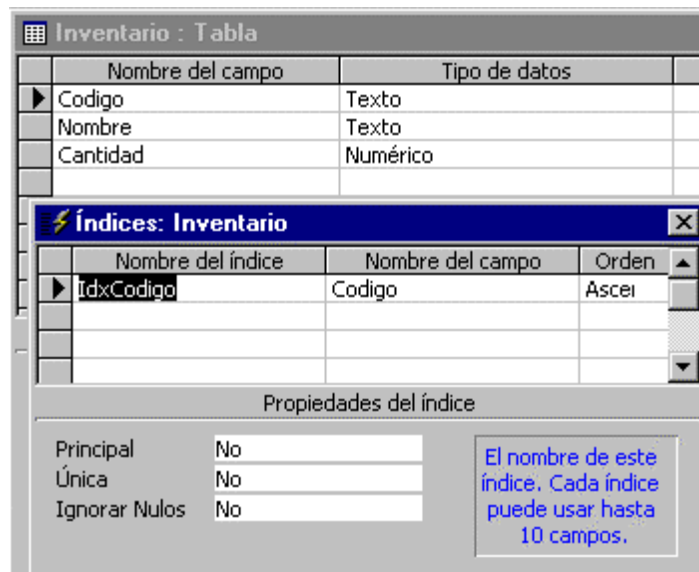 Inventario : Tabla
Nombre del campo Tipo de datos
Codigo Texto
Nombre Texto
Cantidad Numérico
Índices: Inventario
Nombre del índice Nombre del campo Orden
IdxCodigo Codigo Ascei
Propiedades del índice
Principal No
Única No
Ignorar Nulos No
El nombre de este
índice. Cada índice
puede usar hasta
10 campos.